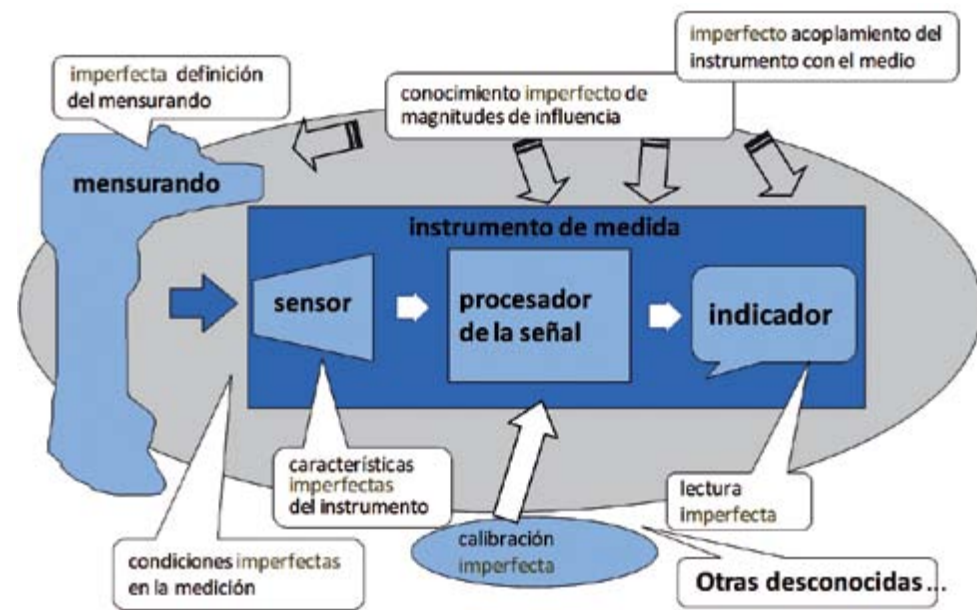 imperfecta definición
del mensurando
conocimiento imperfecto de
magnitudes de influencia
imperfecto acoplamiento del
instrumento con el medio
mensurando
instrumento de medida
sensor
procesador
de la señal
indicador
características
imperfectas
del instrumento
lectura
imperfecta
condiciones imperfectas
en la medición
calibración
imperfecta
Otras desconocidas...